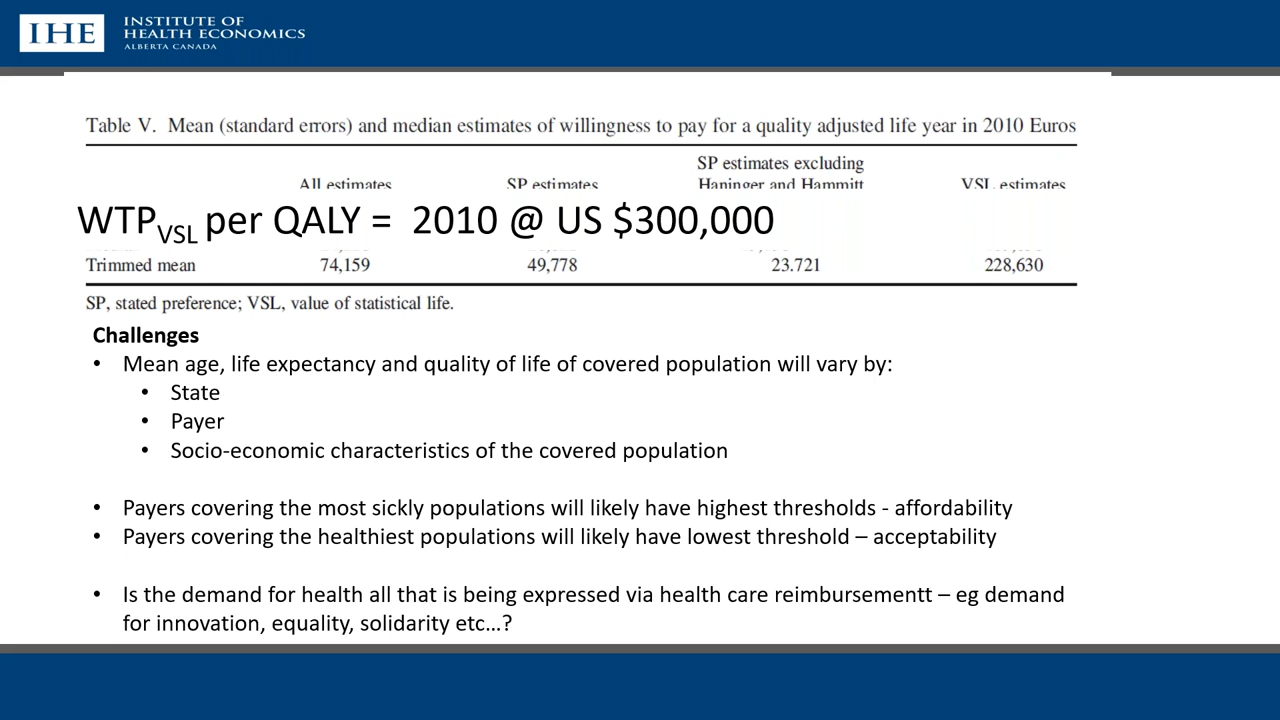 IHE
INSTITUTE OF
HEALTH ECONOMICS
ALBERTA CANADA
Table V. Mean (standard errors) and median estimates of willingness to pay for a quality adjusted life year in 2010 Euros
SP estimates excluding
All estimates SP estimates Haninger and Hammitt VSL estimates
WTPVSL per QALY = 2010 @ US $300,000
Trimmed mean 74,159 49,778 23.721 228,630
SP, stated preference; VSL, value of statistical life.
Challenges
• Mean age, life expectancy and quality of life of covered population will vary by:
• State
• Payer
• Socio-economic characteristics of the covered population
• Payers covering the most sickly populations will likely have highest thresholds - affordability
• Payers covering the healthiest populations will likely have lowest threshold – acceptability
• Is the demand for health all that is being expressed via health care reimbursementt – eg demand
for innovation, equality, solidarity etc…?